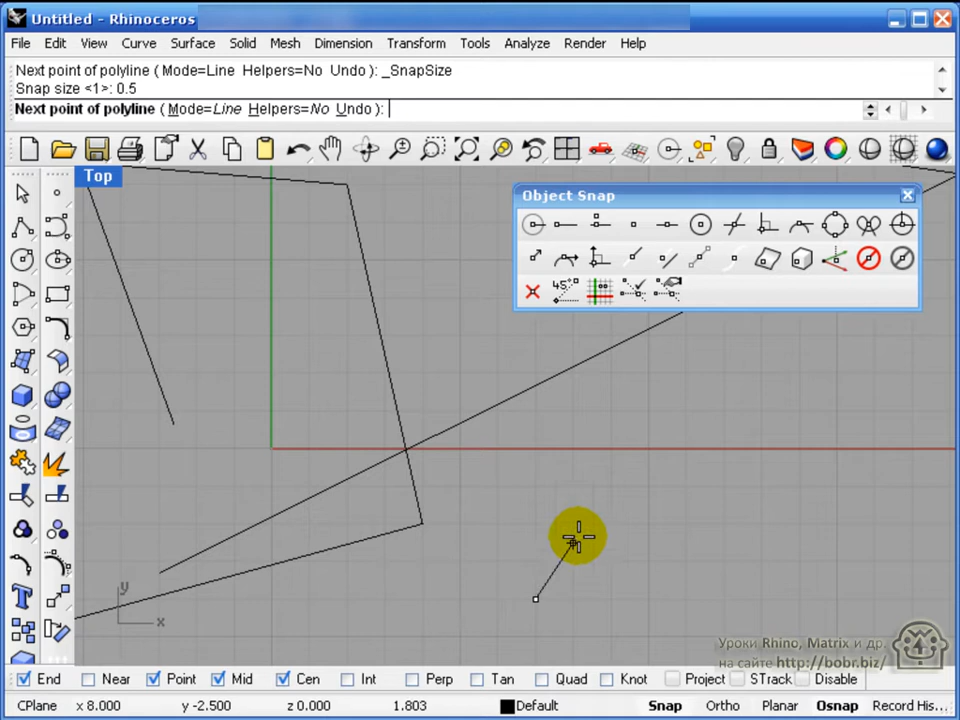 Untitled - Rhinoceros
File Edit View Curve Surface Solid Mesh Dimension Transform Tools Analyze Render Help
Next point of polyline ( Mode=Line Helpers=No Undo ): _SnapSize
Snap size <1>: 0.5
Next point of polyline ( Mode=Line Helpers=No Undo ):
Top
Object Snap
45°
y
x
Уроки Rhino, Matrix и др.
на сайте http://bobr.biz/
End Near Point Mid Cen Int Perp Tan Quad Knot Project STrack Disable
CPlane x 8.000 y -2.500 z 0.000 1.803 Default Snap Ortho Planar Osnap Record His...